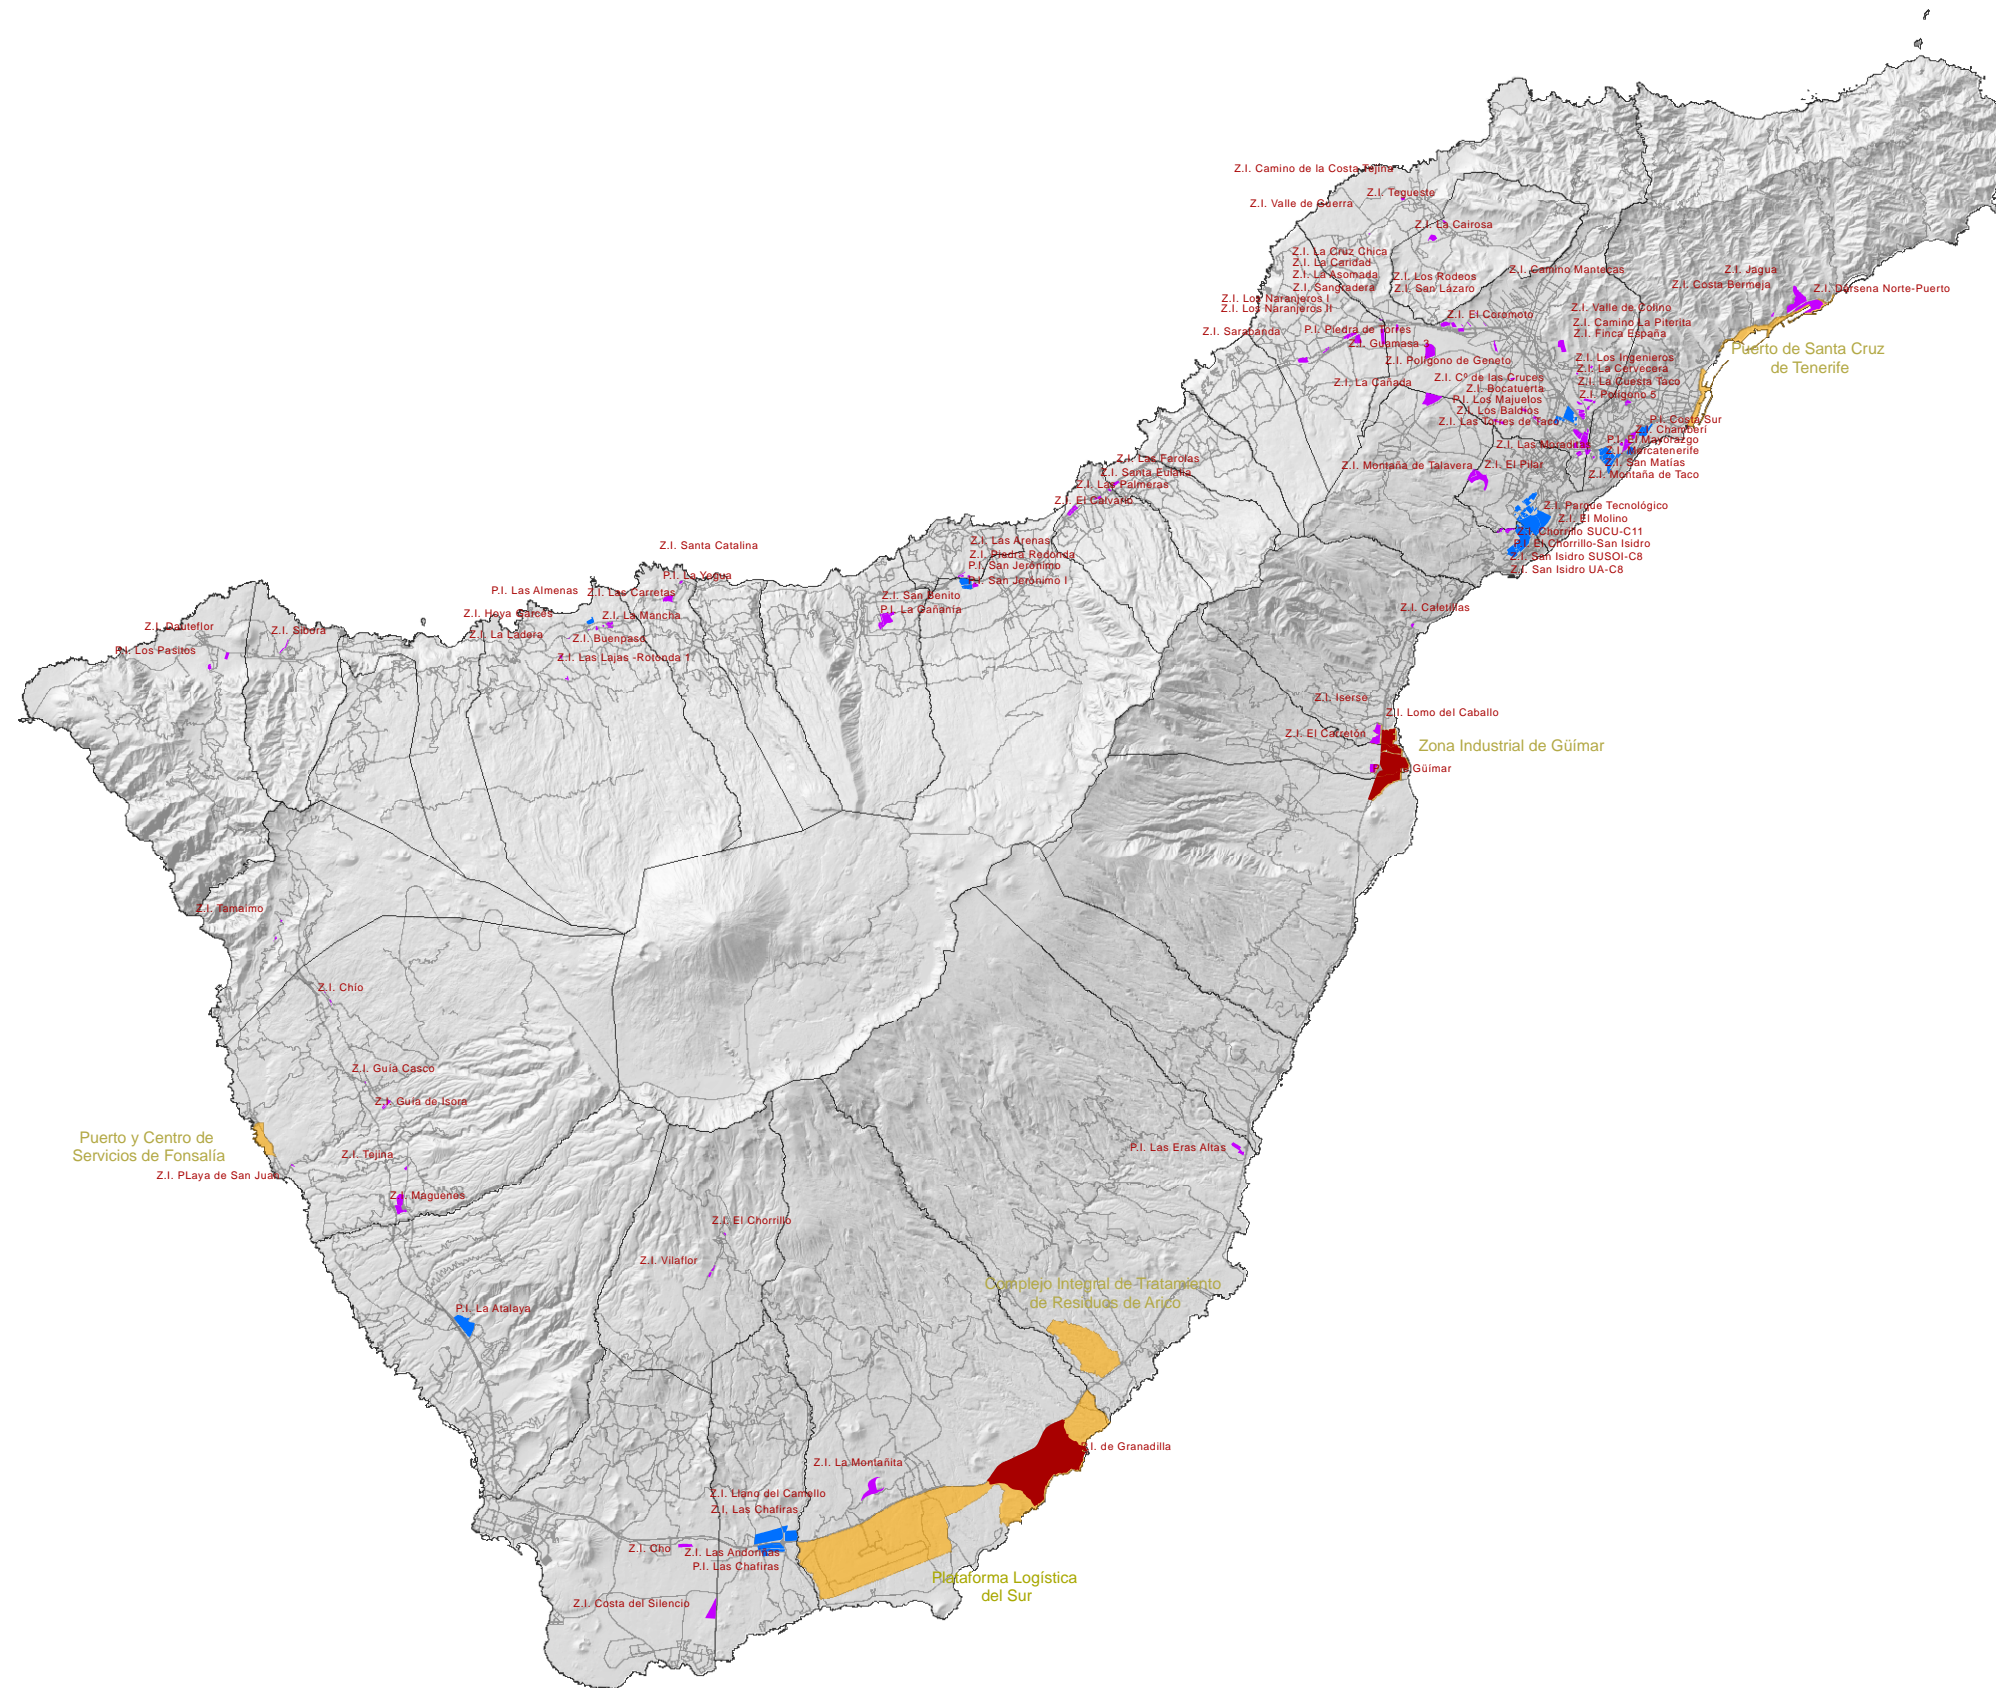 Z.I. Camino de la Costa Tejina
Z.I. Tegueste
Z.I. Valle de Guerra
Z.I. La Cairosa
Z.I. La Cruz Chica
Z.I. La Caridad
Z.I. La Asomada
Z.I. Sangradera
Z.I. Los Rodeos
Z.I. San Lázaro
Z.I. Camino Mantecas
Z.I. Jagua
Z.I. Costa Bermeja
Z.I. Dársena Norte-Puerto
Z.I. Los Naranjeros I
Z.I. Los Naranjeros II
Z.I. El Coromoto
Z.I. Valle de Colino
Z.I. Camino La Piterita
Z.I. Finca España
Z.I. Sarapanda
P.I. Piedra de Torres
Z.I. Guamasa 3
Z.I. Polígono de Geneto
Puerto de Santa Cruz
de Tenerife
Z.I. Los Ingenieros
Z.I. La Cervecera
Z.I. La Cuesta Taco
Z.I. Polígono 5
Z.I. La Cañada
Z.I. Cº de las Cruces
Z.I. Bocatuerta
P.I. Los Majuelos
Z.I. Los Baldíos
Z.I. Las Torres de Taco
P.I. Costa Sur
Z.I. Chamberí
P.I. El Mayorazgo
Z.I. Mercatenerife
Z.I. San Matías
Z.I. Montaña de Taco
Z.I. Las Moradas
Z.I. Montaña de Talavera
Z.I. El Pilar
Z.I. Las Farolas
Z.I. Santa Eulalia
Z.I. Las Palmeras
Z.I. El Calvario
Z.I. Parque Tecnológico
Z.I. El Molino
Z.I. Chorrillo SUCU-C11
P.I. El Chorrillo-San Isidro
Z.I. San Isidro SUSOI-C8
Z.I. San Isidro UA-C8
Z.I. Las Arenas
Z.I. Piedra Redonda
P.I. San Jerónimo
P.I. San Jerónimo I
Z.I. San Benito
P.I. La Gañanía
Z.I. Santa Catalina
P.I. La Yegua
P.I. Las Almenas
Z.I. Las Carretas
Z.I. Hoya Garcés
Z.I. La Mancha
Z.I. La Ladera
Z.I. Buenpaso
Z.I. Las Lajas -Rotonda 1
Z.I. Dauteflor
Z.I. Sibora
P.I. Los Pasitos
Z.I. Caletillas
Z.I. Iserse
Z.I. Lomo del Caballo
Z.I. El Carretón
Zona Industrial de Güímar
Güímar
Z.I. Tamaimo
Z.I. Chío
Z.I. Guía Casco
Z.I. Guía de Isora
Puerto y Centro de
Servicios de Fonsalía
Z.I. Tejina
Z.I. PLaya de San Juan
Z.I. Maguenes
P.I. Las Eras Altas
Z.I. El Chorrillo
Z.I. Vilaflor
Complejo Integral de Tratamiento
de Residuos de Arico
P.I. La Atalaya
P.I. de Granadilla
Z.I. La Montañita
Z.I. Llano del Camello
Z.I. Las Chafiras
Z.I. Cho
Z.I. Las Andoriñas
P.I. Las Chafiras
Plataforma Logística
del Sur
Z.I. Costa del Silencio